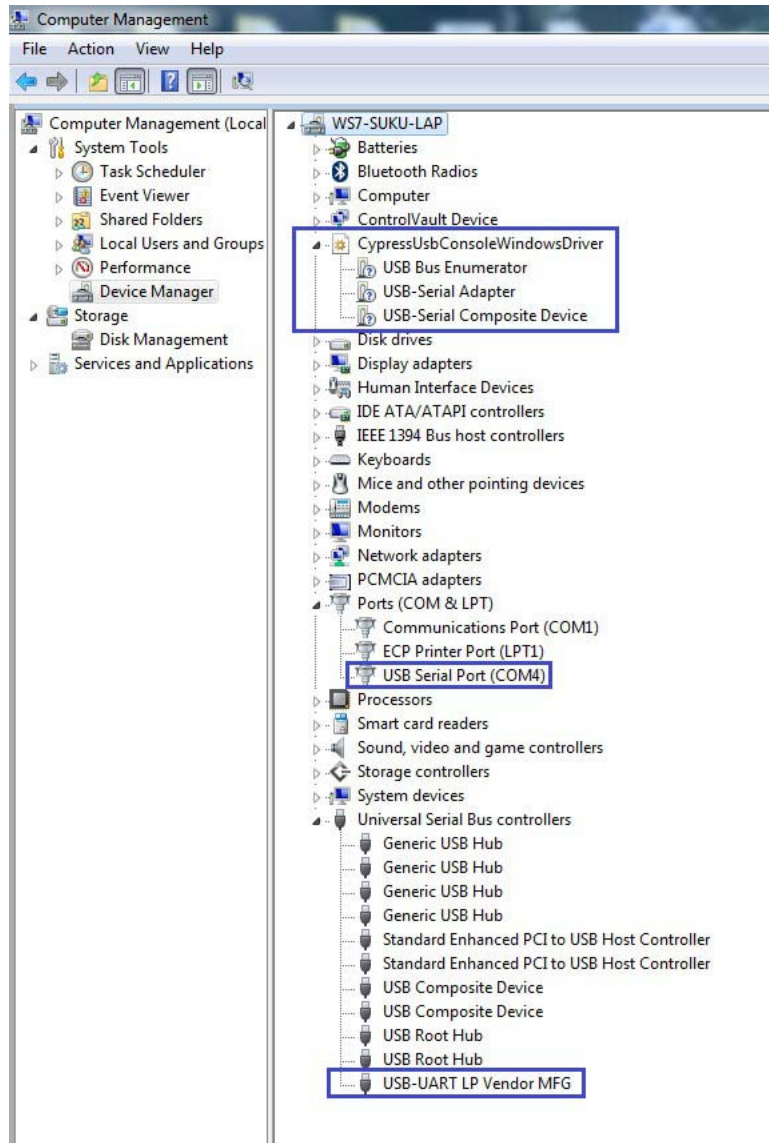 Computer Management
File Action View Help
Computer Management (Local
System Tools
Task Scheduler
Event Viewer
Shared Folders
Local Users and Groups
Performance
Device Manager
Storage
Disk Management
Services and Applications
WS7-SUKU-LAP
Batteries
Bluetooth Radios
Computer
ControlVault Device
CypressUsbConsoleWindowsDriver
USB Bus Enumerator
USB-Serial Adapter
USB-Serial Composite Device
Disk drives
Display adapters
Human Interface Devices
IDE ATA/ATAPI controllers
IEEE 1394 Bus host controllers
Keyboards
Mice and other pointing devices
Modems
Monitors
Network adapters
PCMCIA adapters
Ports (COM & LPT)
Communications Port (COM1)
ECP Printer Port (LPT1)
USB Serial Port (COM4)
Processors
Smart card readers
Sound, video and game controllers
Storage controllers
System devices
Universal Serial Bus controllers
Generic USB Hub
Generic USB Hub
Generic USB Hub
Generic USB Hub
Standard Enhanced PCI to USB Host Controller
Standard Enhanced PCI to USB Host Controller
USB Composite Device
USB Composite Device
USB Root Hub
USB Root Hub
USB-UART LP Vendor MFG